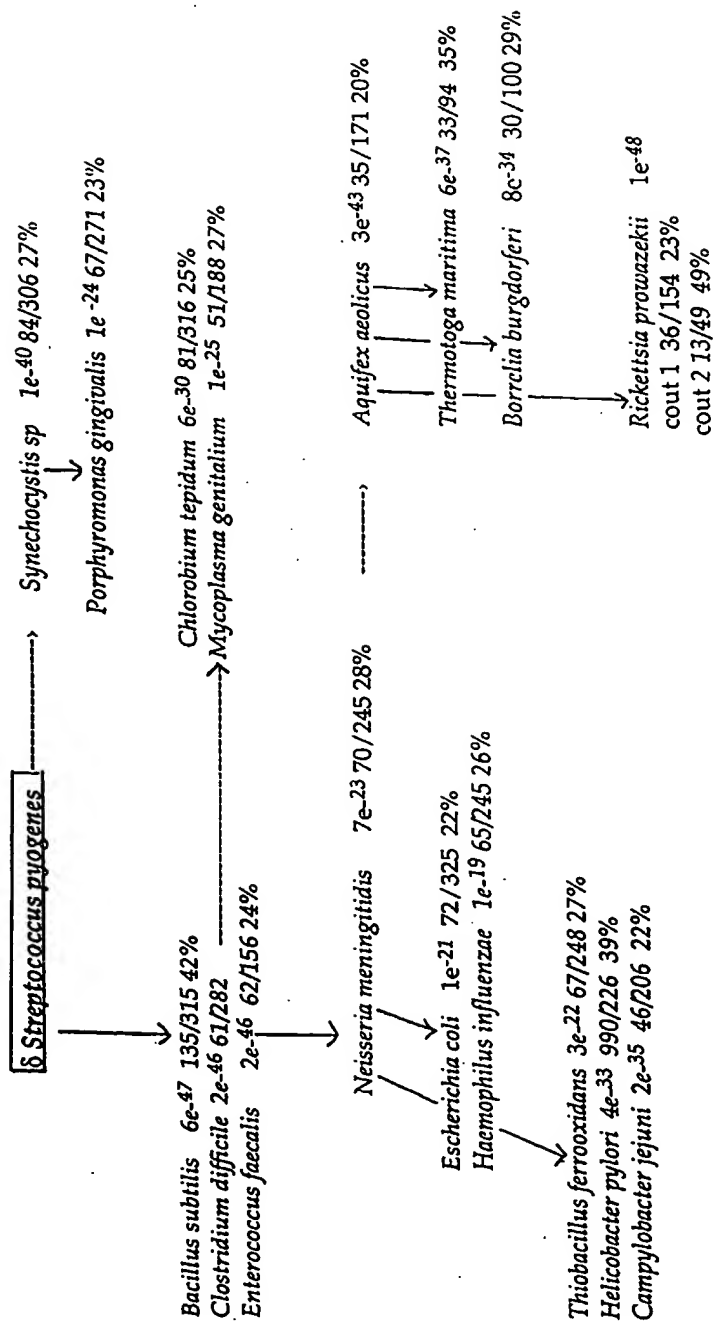 δ Streptococcus pyogenes
Synechocystis sp 1e-40 84/306 27%
Porphyromonas gingivalis 1e -24 67/271 23%
Bacillus subtilis 6e-47 135/315 42%
Clostridium difficile 2e-46 61/282
Enterococcus faecalis 2e-46 62/156 24%
Chlorobium tepidum 6e-30 81/316 25%
Mycoplasma genitalium 1e-25 51/188 27%
Neisseria meningitidis 7e-23 70/245 28%
Escherichia coli 1e-21 72/325 22%
Haemophilus influenzae 1e-19 65/245 26%
Thiobacillus ferrooxidans 3e-22 67/248 27%
Helicobacter pylori 4e-33 990/226 39%
Campylobacter jejuni 2e-35 46/206 22%
Aquifex aeolicus 3e-43 35/171 20%
Thermotoga maritima 6e-37 33/94 35%
Borrclia burgdorferi 8c-34 30/100 29%
Rickettsia prowazekii 1e-48
cout 1 36/154 23%
cout 2 13/49 49%